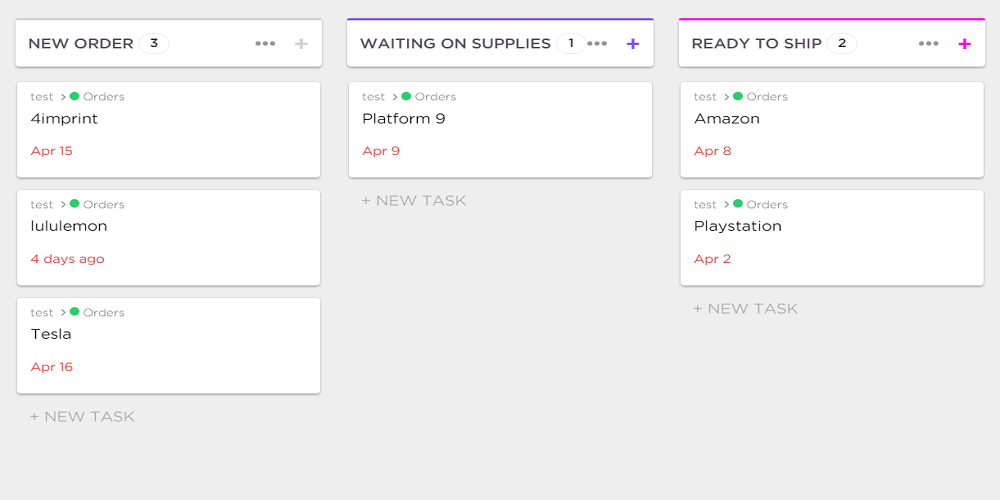 NEW ORDER 3
test > Orders
4imprint
Apr 15
test > Orders
lululemon
4 days ago
test > Orders
Tesla
Apr 16
+ NEW TASK
WAITING ON SUPPLIES 1
test > Orders
Platform 9
Apr 9
+ NEW TASK
READY TO SHIP 2
test > Orders
Amazon
Apr 8
test > Orders
Playstation
Apr 2
+ NEW TASK